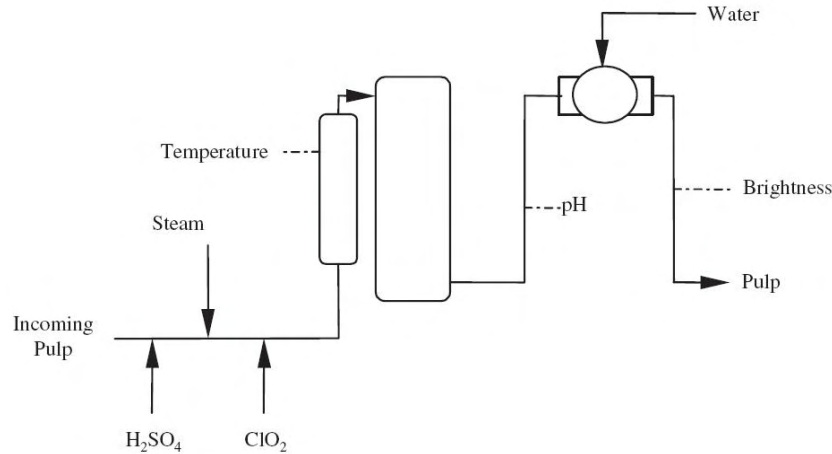 Water
Temperature
Brightness
pH
Steam
Pulp
Incoming
Pulp
H₂SO₄
ClO₂